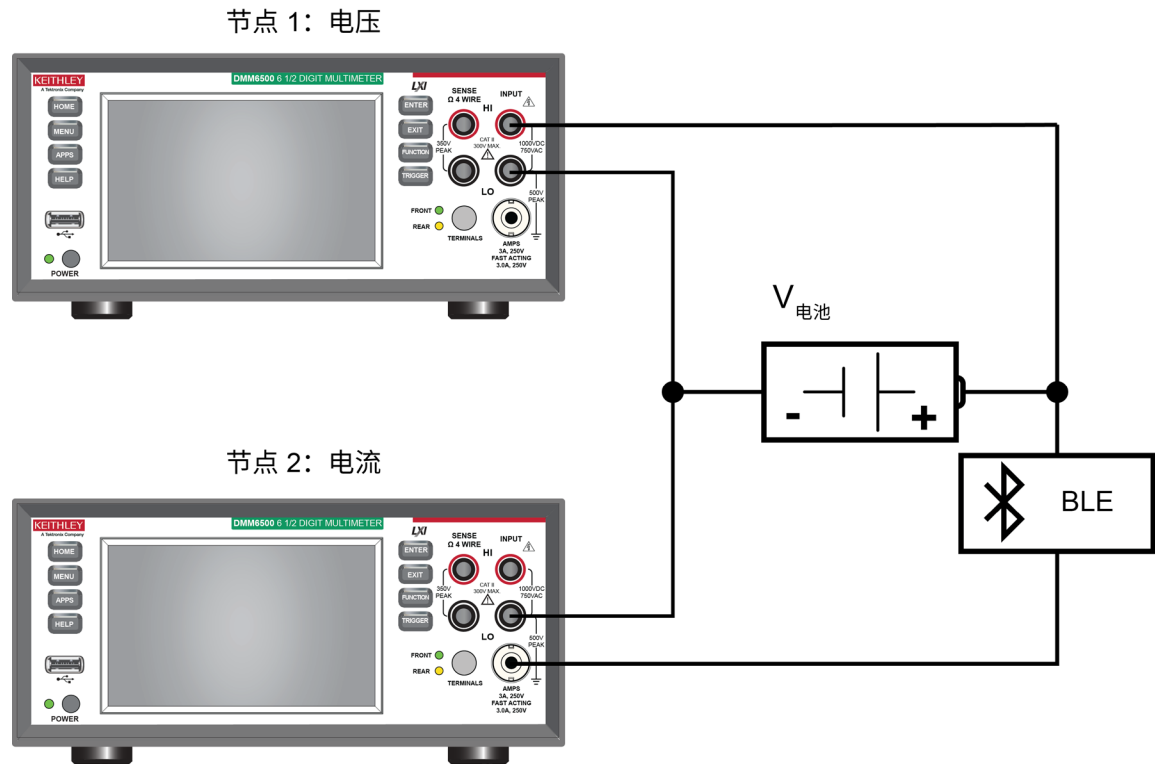 节点 1：电压
KEITHLEY
A Tektronix Company
DMM6500 6 1/2 DIGIT MULTIMETER
LXI
HOME
MENU
APPS
HELP
POWER
ENTER
EXIT
FUNCTION
TRIGGER
SENSE
Ω 4 WIRE
INPUT
HI
350V
PEAK
CAT II
300V MAX
1000VDC
750VAC
LO
500V
PEAK
FRONT
REAR
TERMINALS
AMPS
3A, 250V
FAST ACTING
3.0A, 250V
V电池
- +
BLE
节点 2：电流
KEITHLEY
A Tektronix Company
DMM6500 6 1/2 DIGIT MULTIMETER
LXI
HOME
MENU
APPS
HELP
POWER
ENTER
EXIT
FUNCTION
TRIGGER
SENSE
Ω 4 WIRE
INPUT
HI
350V
PEAK
CAT II
300V MAX
1000VDC
750VAC
LO
500V
PEAK
FRONT
REAR
TERMINALS
AMPS
3A, 250V
FAST ACTING
3.0A, 250V